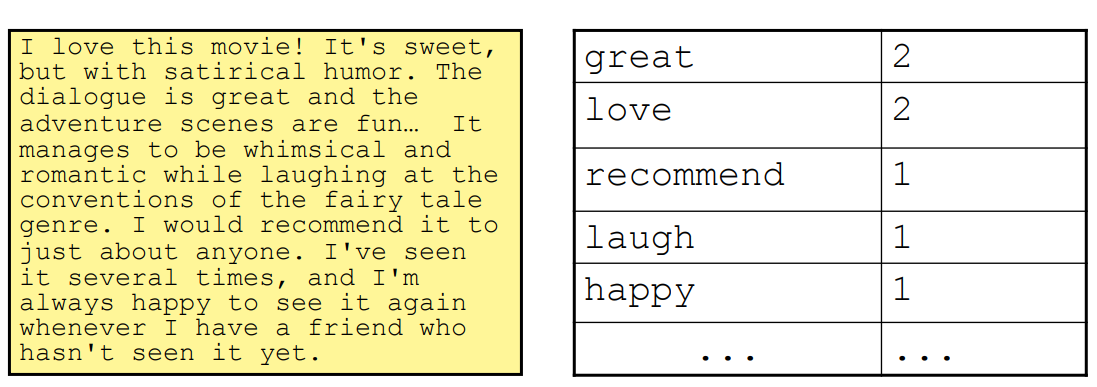 I love this movie! It's sweet,
but with satirical humor. The
dialogue is great and the
adventure scenes are fun… It
manages to be whimsical and
romantic while laughing at the
conventions of the fairy tale
genre. I would recommend it to
just about anyone. I've seen
it several times, and I'm
always happy to see it again
whenever I have a friend who
hasn't seen it yet.
great 2
love 2
recommend 1
laugh 1
happy 1
... ...